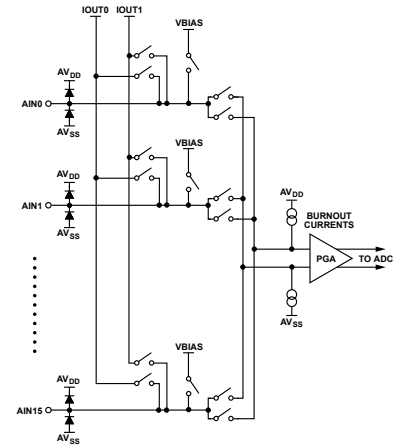 IOUT0 IOUT1
VBIAS
AVDD
AIN0
AVSS
VBIAS
AVDD
AIN1
AVSS
AVDD
BURNOUT
CURRENTS
PGA
TO ADC
AVSS
VBIAS
AVDD
AIN15
AVSS